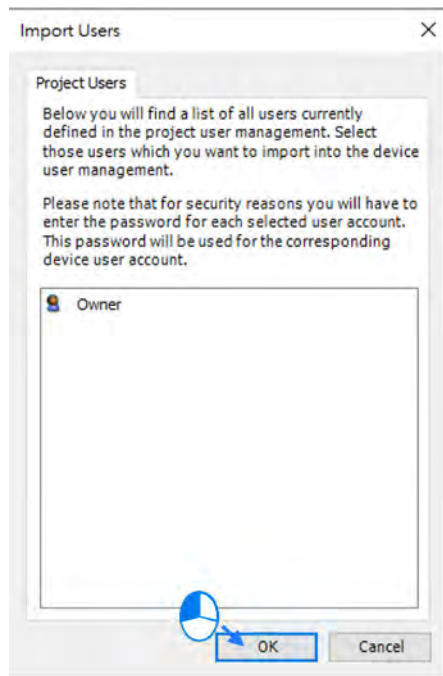 Import Users
Project Users
Below you will find a list of all users currently
defined in the project user management. Select
those users which you want to import into the device
user management.
Please note that for security reasons you will have to
enter the password for each selected user account.
This password will be used for the corresponding
device user account.
Owner
OK
Cancel